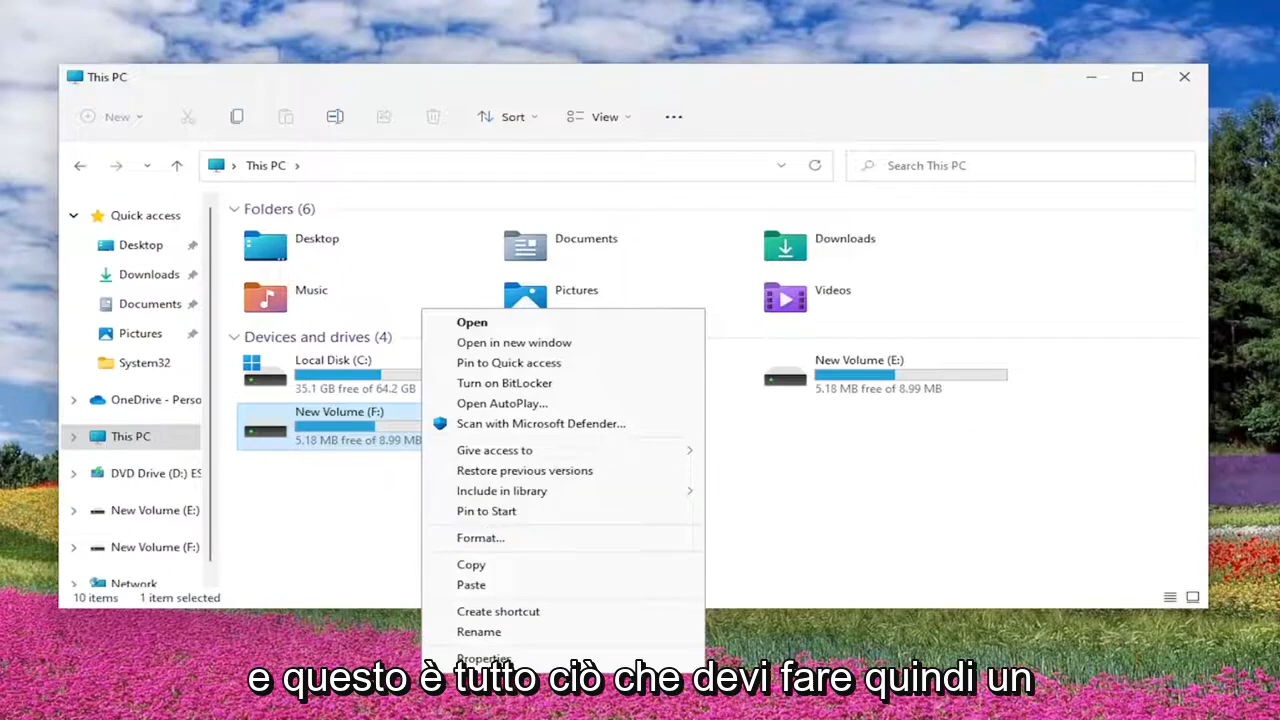 This PC
New
Sort
View
This PC
Search This PC
Quick access
Desktop
Downloads
Documents
Pictures
System32
OneDrive - Perso
This PC
DVD Drive (D:) ES
New Volume (E:)
New Volume (F:)
Network
Folders (6)
Desktop
Documents
Downloads
Music
Pictures
Videos
Devices and drives (4)
Local Disk (C:)
35.1 GB free of 64.2 GB
New Volume (E:)
5.18 MB free of 8.99 MB
New Volume (F:)
5.18 MB free of 8.99 MB
Open
Open in new window
Pin to Quick access
Turn on BitLocker
Open AutoPlay...
Scan with Microsoft Defender...
Give access to
Restore previous versions
Include in library
Pin to Start
Format...
Copy
Paste
Create shortcut
Rename
Properties
10 items
1 item selected
e questo è tutto ciò che devi fare quindi un